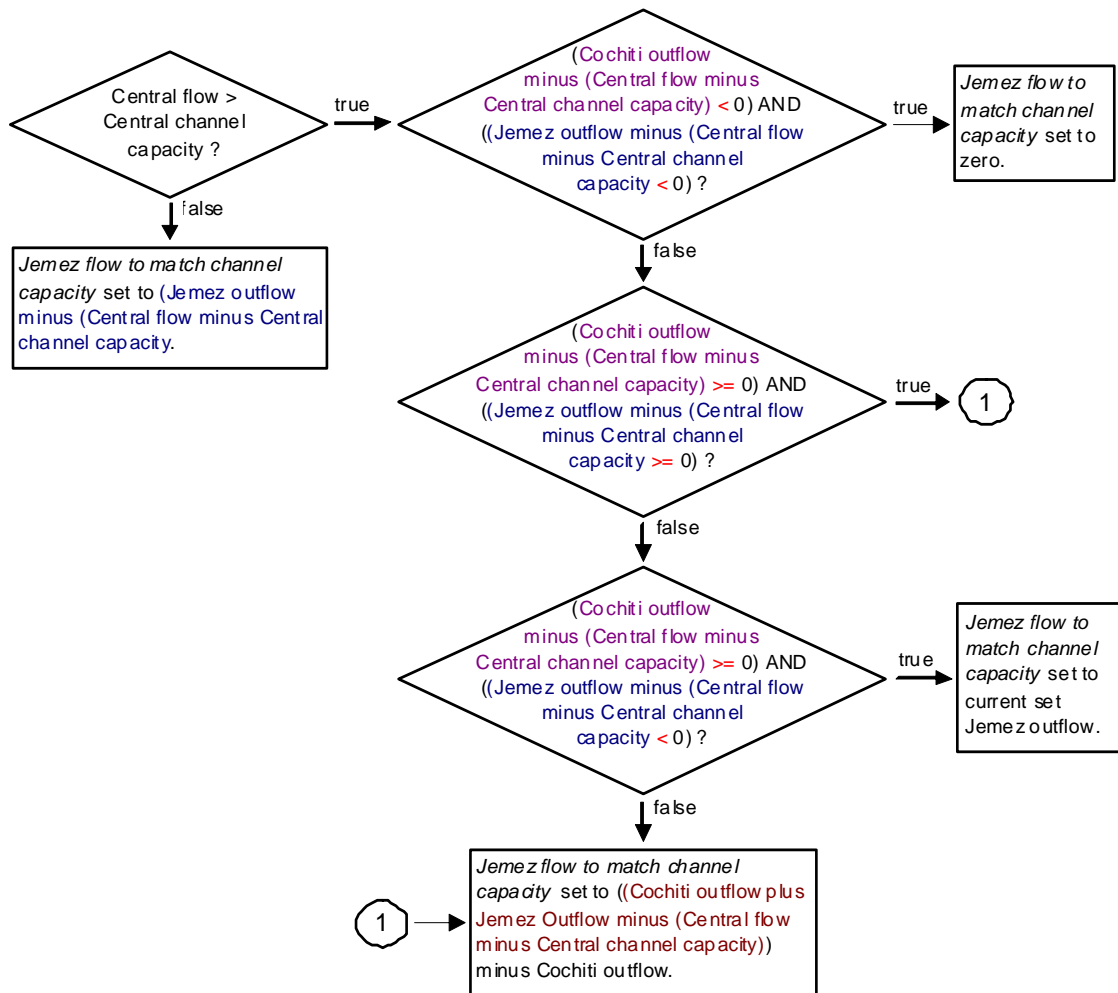 Central flow >
Central channel
capacity ?
true
(Cochiti outflow
minus (Central flow minus
Central channel capacity) < 0) AND
((Jemez outflow minus (Central flow
minus Central channel
capacity < 0) ?
true
Jemez flow to
match channel
capacity set to
zero.
false
Jemez flow to match channel
capacity set to (Jemez outflow
minus (Central flow minus Central
channel capacity.
false
(Cochiti outflow
minus (Central flow minus
Central channel capacity) >= 0) AND
((Jemez outflow minus (Central flow
minus Central channel
capacity >= 0) ?
true
1
false
(Cochiti outflow
minus (Central flow minus
Central channel capacity) >= 0) AND
((Jemez outflow minus (Central flow
minus Central channel
capacity < 0) ?
true
Jemez flow to
match channel
capacity set to
current set
Jemez outflow.
false
1
Jemez flow to match channel
capacity set to ((Cochiti outflow plus
Jemez Outflow minus (Central flow
minus Central channel capacity))
minus Cochiti outflow.